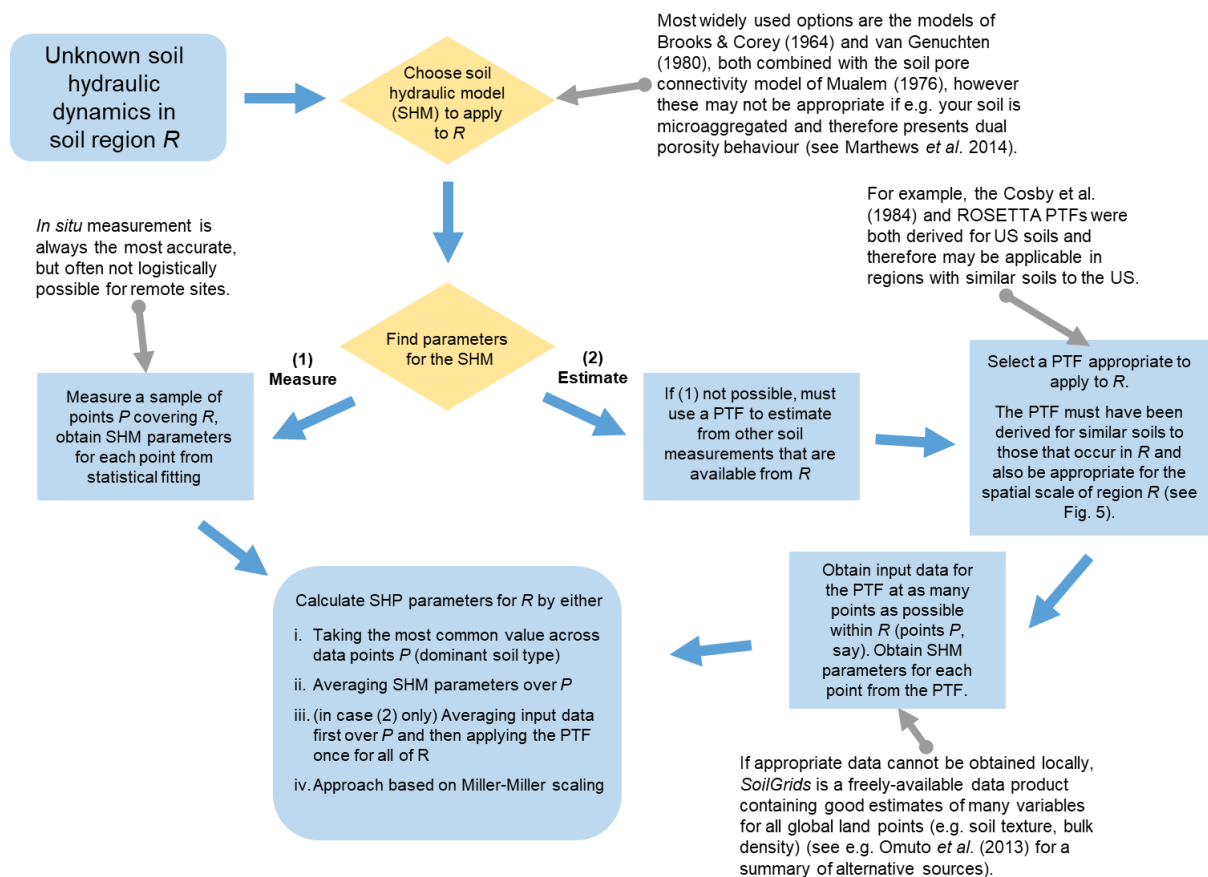 Unknown soil
hydraulic
dynamics in
soil region R
Choose soil
hydraulic model
(SHM) to apply
to R
Most widely used options are the models of
Brooks & Corey (1964) and van Genuchten
(1980), both combined with the soil pore
connectivity model of Mualem (1976), however
these may not be appropriate if e.g. your soil is
microaggregated and therefore presents dual
porosity behaviour (see Marthews et al. 2014).
For example, the Cosby et al.
(1984) and ROSETTA PTFs were
both derived for US soils and
therefore may be applicable in
regions with similar soils to the US.
In situ measurement is
always the most accurate,
but often not logistically
possible for remote sites.
Find parameters
for the SHM
(1)
Measure
(2)
Estimate
Measure a sample of
points P covering R,
obtain SHM parameters
for each point from
statistical fitting
If (1) not possible, must
use a PTF to estimate
from other soil
measurements that are
available from R
Select a PTF appropriate to
apply to R.
The PTF must have been
derived for similar soils to
those that occur in R and
also be appropriate for the
spatial scale of region R (see
Fig. 5).
Obtain input data for
the PTF at as many
points as possible
within R (points P,
say). Obtain SHM
parameters for each
point from the PTF.
Calculate SHP parameters for R by either
i. Taking the most common value across
data points P (dominant soil type)
ii. Averaging SHM parameters over P
iii. (in case (2) only) Averaging input data
first over P and then applying the PTF
once for all of R
iv. Approach based on Miller-Miller scaling
If appropriate data cannot be obtained locally,
SoilGrids is a freely-available data product
containing good estimates of many variables
for all global land points (e.g. soil texture, bulk
density) (see e.g. Omuto et al. (2013) for a
summary of alternative sources).